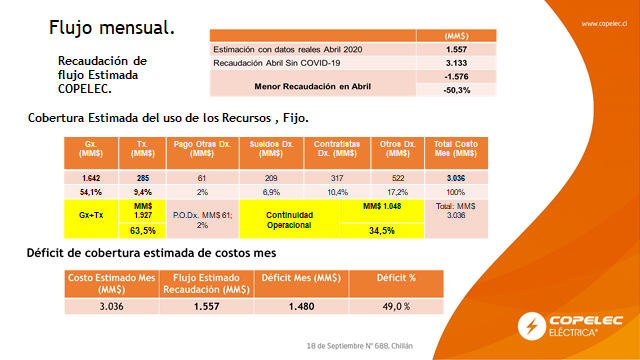 Flujo mensual.
www.copelec.cl
Recaudación de
flujo Estimada
COPELEC.
(MM$)
Estimación con datos reales Abril 2020 1.557
Recaudación Abril Sin COVID-19 3.133
Menor Recaudación en Abril -1.576
-50,3%
Cobertura Estimada del uso de los Recursos , Fijo.
Gx. (MM$) Tx. (MM$) Pago Otras Dx. (MM$) Sueldos Dx. (MM$) Contratistas Dx. (MM$) Otros Dx. (MM$) Total Costo Mes (MM$)
1.642 285 61 209 317 522 3.036
54,1% 9,4% 2% 6,9% 10,4% 17,2% 100%
Gx+Tx MM$ 1.927 P.O.Dx. MM$ 61; 2% Continuidad Operacional MM$ 1.048 Total: MM$ 3.036
63,5% 34,5%
Déficit de cobertura estimada de costos mes
Costo Estimado Mes (MM$) Flujo Estimado Recaudación (MM$) Déficit Mes (MM$) Déficit %
3.036 1.557 1.480 49,0 %
COPELEC
ELÉCTRICA®
18 de Septiembre N° 688, Chillán